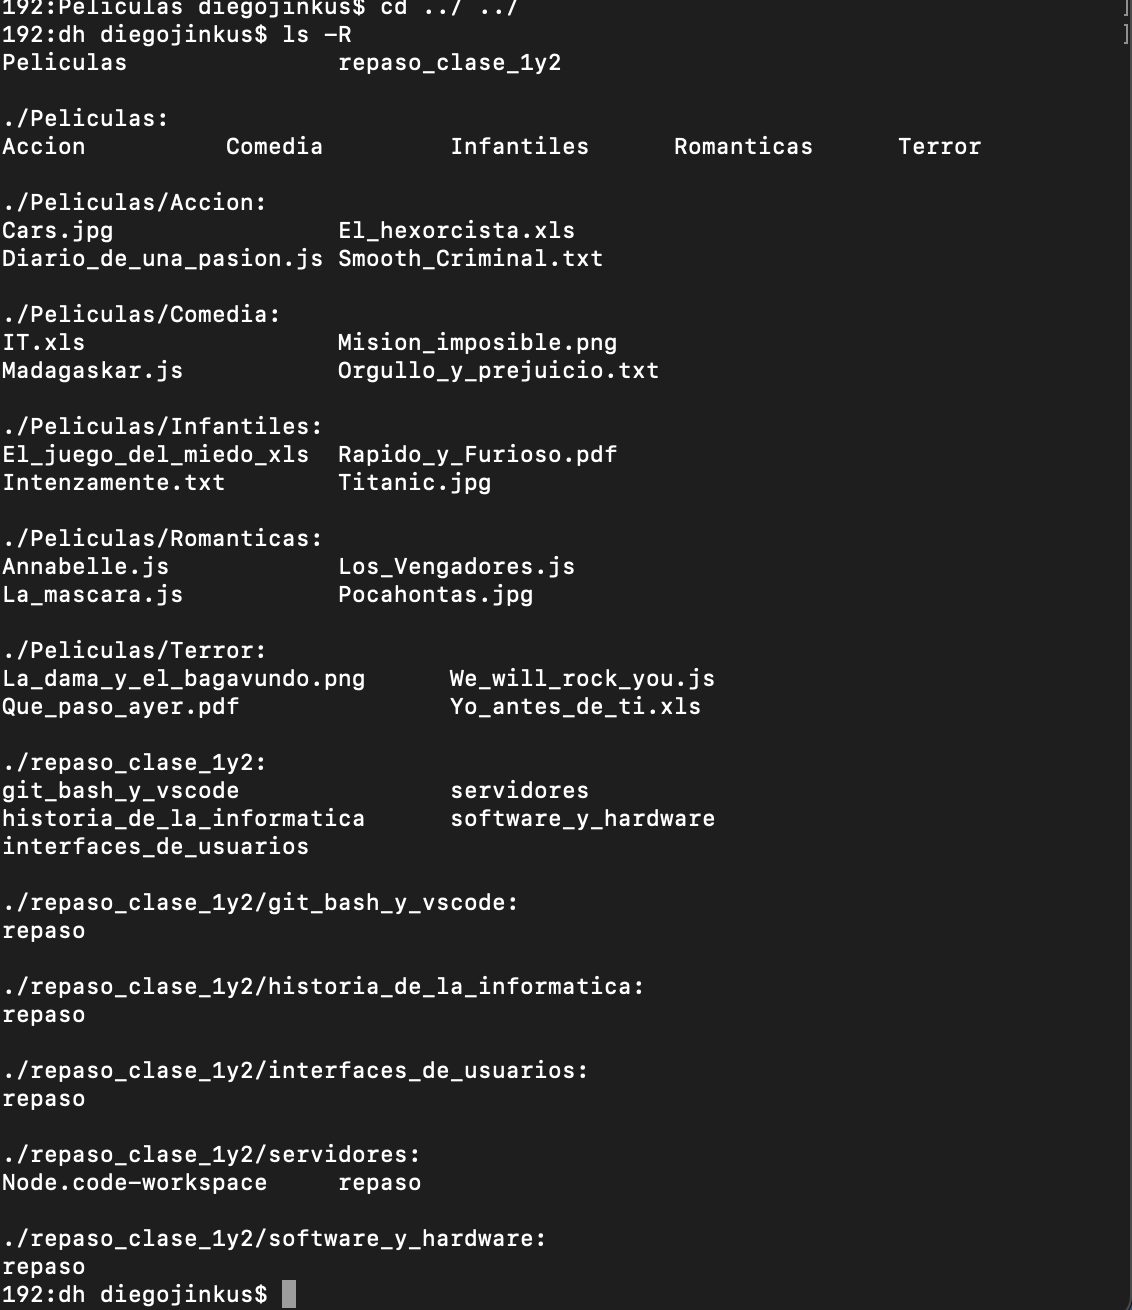 192:Peliculas diegojinkus$ cd ../ ../
192:dh diegojinkus$ ls -R
Peliculas repaso_clase_1y2
./Peliculas:
Accion Comedia Infantiles Romanticas Terror
./Peliculas/Accion:
Cars.jpg El_hexorcista.xls
Diario_de_una_pasion.js Smooth_Criminal.txt
./Peliculas/Comedia:
IT.xls Mision_imposible.png
Madagaskar.js Orgullo_y_prejuicio.txt
./Peliculas/Infantiles:
El_juego_del_miedo_xls Rapido_y_Furioso.pdf
Intenzamente.txt Titanic.jpg
./Peliculas/Romanticas:
Annabelle.js Los_Vengadores.js
La_mascara.js Pocahontas.jpg
./Peliculas/Terror:
La_dama_y_el_bagavundo.png We_will_rock_you.js
Que_paso_ayer.pdf Yo_antes_de_ti.xls
./repaso_clase_1y2:
git_bash_y_vscode servidores
historia_de_la_informatica software_y_hardware
interfaces_de_usuarios
./repaso_clase_1y2/git_bash_y_vscode:
repaso
./repaso_clase_1y2/historia_de_la_informatica:
repaso
./repaso_clase_1y2/interfaces_de_usuarios:
repaso
./repaso_clase_1y2/servidores:
Node.code-workspace repaso
./repaso_clase_1y2/software_y_hardware:
repaso
192:dh diegojinkus$